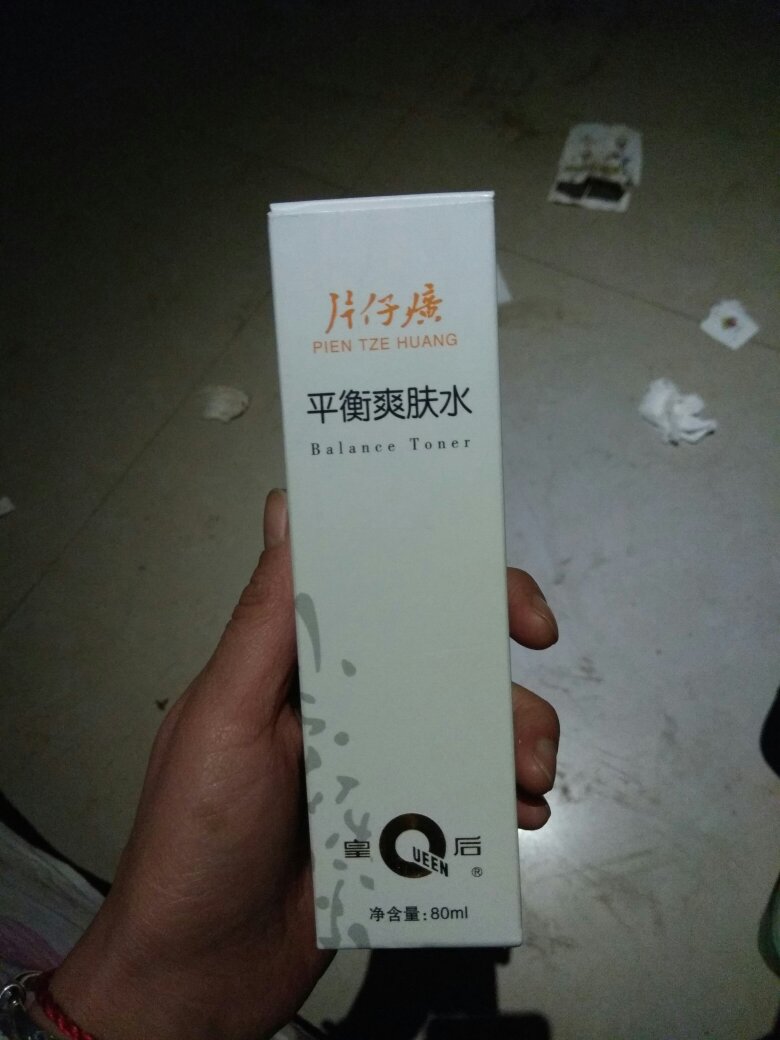 片仔癀
PIEN TZE HUANG
平衡爽肤水
Balance Toner
皇 QUEEN 后 ®
净含量:80ml